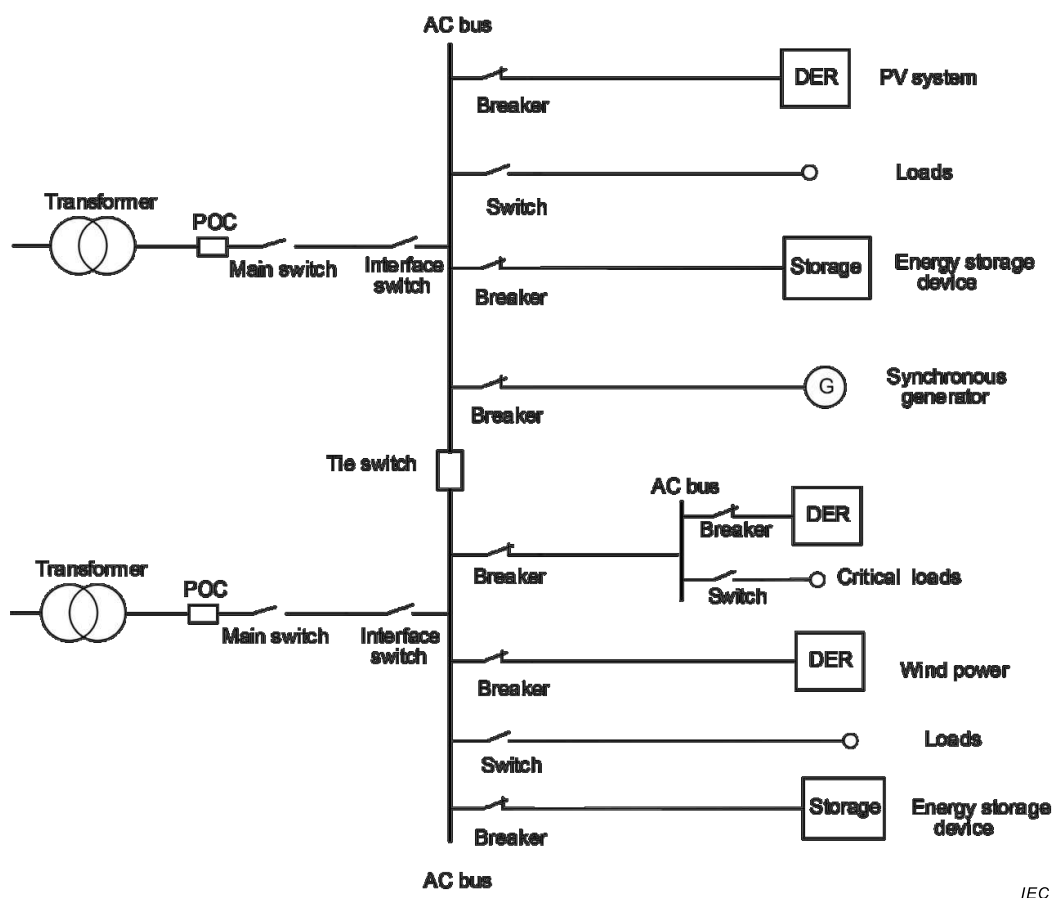 AC bus
DER
PV system
Breaker
Loads
Switch
Transformer
POC
Main switch
Interface
switch
Storage
Energy storage
device
Breaker
G
Synchronous
generator
Breaker
Tie switch
AC bus
DER
Breaker
Breaker
Critical loads
Switch
Transformer
POC
Main switch
Interface
switch
DER
Wind power
Breaker
Loads
Switch
Storage
Energy storage
device
Breaker
AC bus
IEC